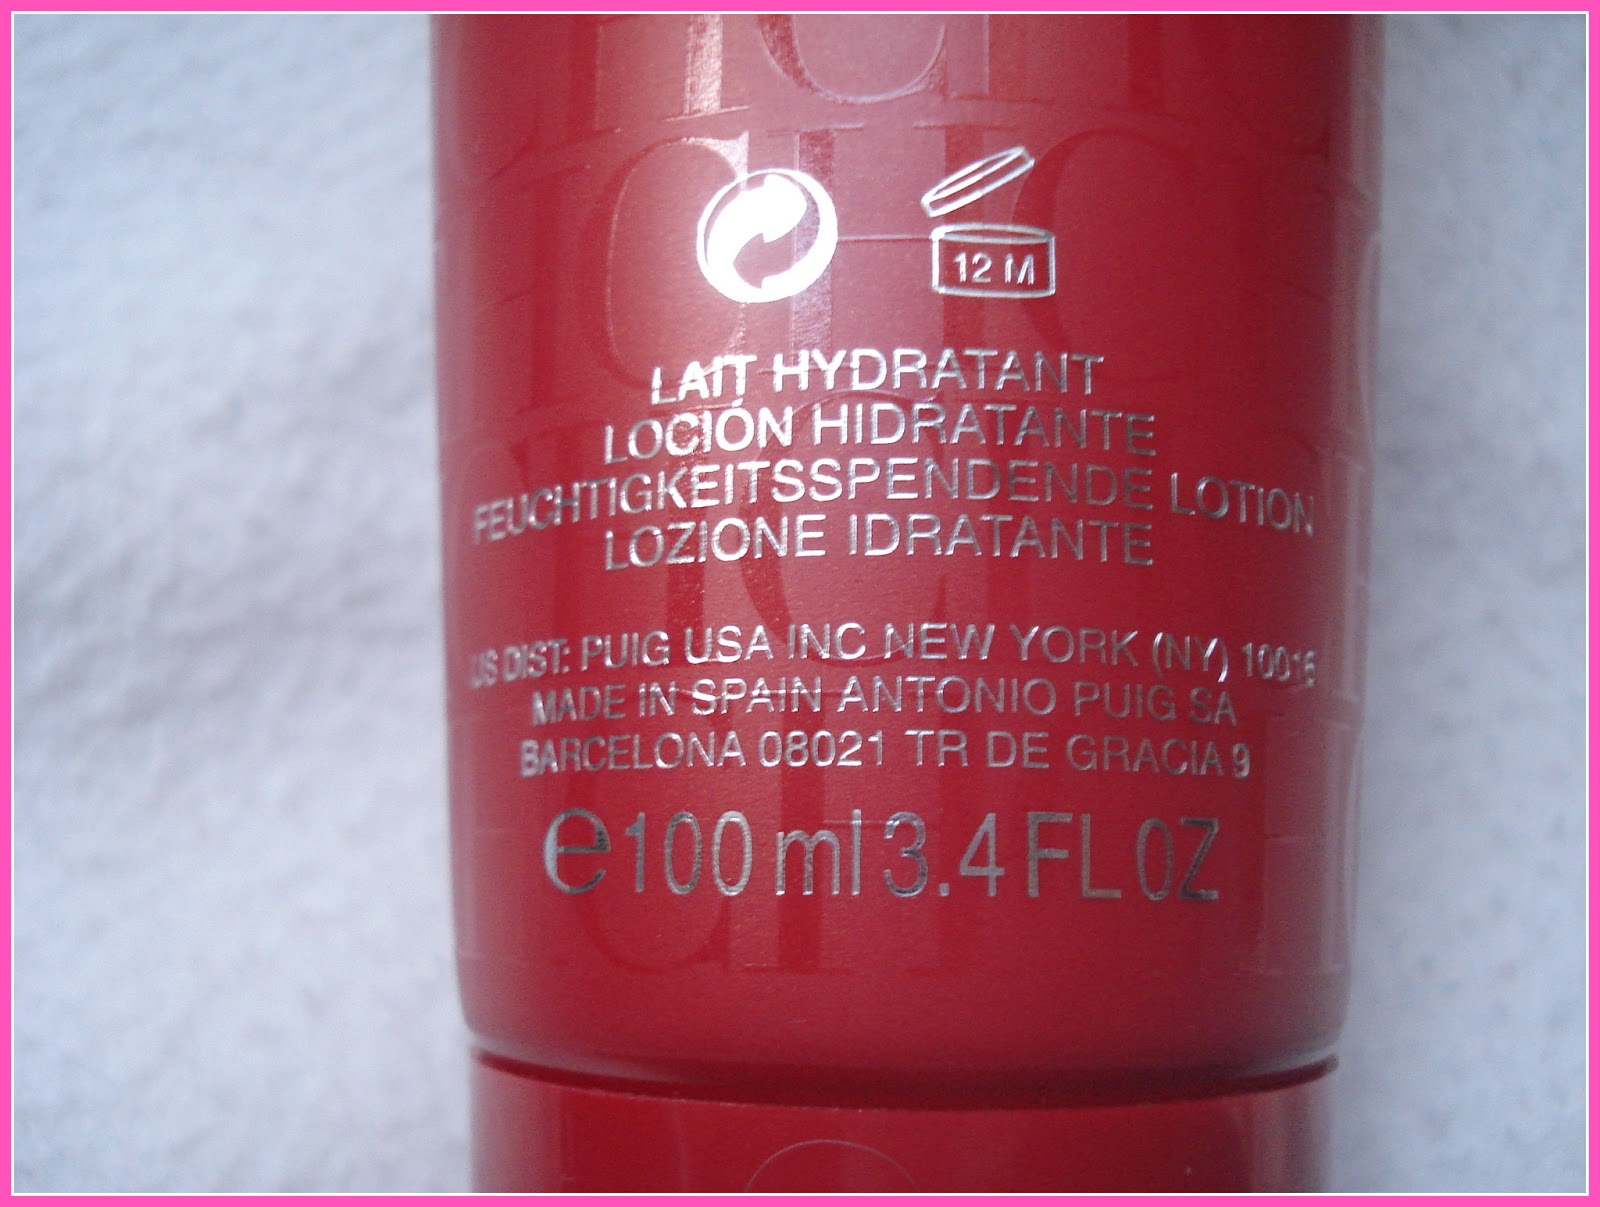 12 M
LAIT HYDRATANT
LOCIÓN HIDRATANTE
FEUCHTIGKEITSSPENDENDE LOTION
LOZIONE IDRATANTE
US DIST: PUIG USA INC NEW YORK (NY) 10016
MADE IN SPAIN ANTONIO PUIG SA
BARCELONA 08021 TR DE GRACIA 9
e 100 ml 3.4 FL OZ